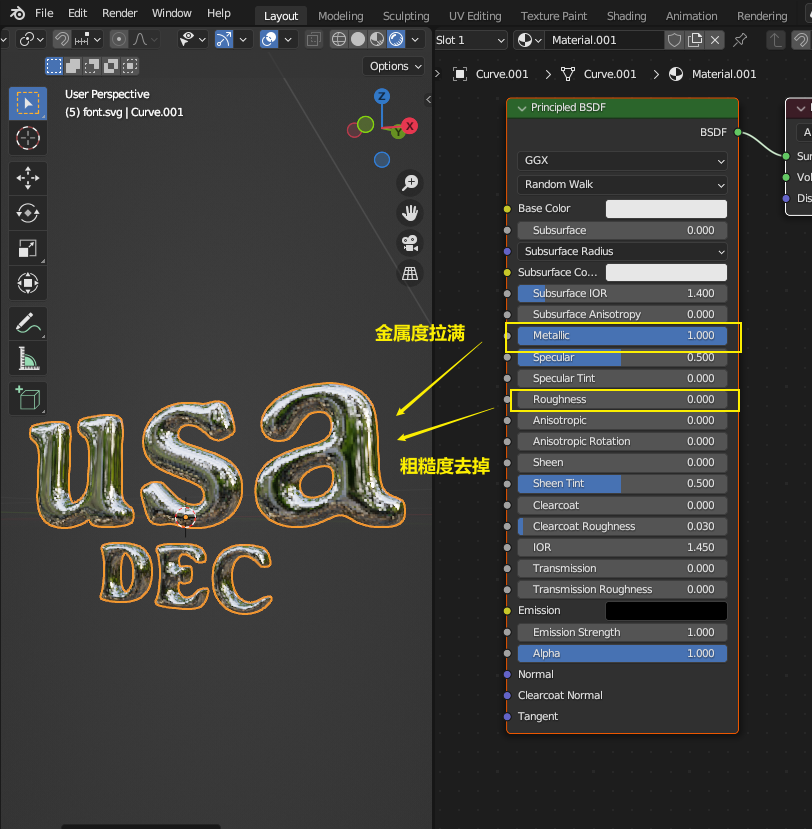 File Edit Render Window Help Layout Modeling Sculpting UV Editing Texture Paint Shading Animation Rendering
Slot 1 Material.001
Options
Curve.001 Curve.001 Material.001
User Perspective
(5) font.svg | Curve.001
Z
X
Y
金属度拉满
粗糙度去掉
usa
DEC
Principled BSDF
BSDF
GGX
Random Walk
Base Color
Subsurface 0.000
Subsurface Radius
Subsurface Co...
Subsurface IOR 1.400
Subsurface Anisotropy 0.000
Metallic 1.000
Specular 0.500
Specular Tint 0.000
Roughness 0.000
Anisotropic 0.000
Anisotropic Rotation 0.000
Sheen 0.000
Sheen Tint 0.500
Clearcoat 0.000
Clearcoat Roughness 0.030
IOR 1.450
Transmission 0.000
Transmission Roughness 0.000
Emission
Emission Strength 1.000
Alpha 1.000
Normal
Clearcoat Normal
Tangent